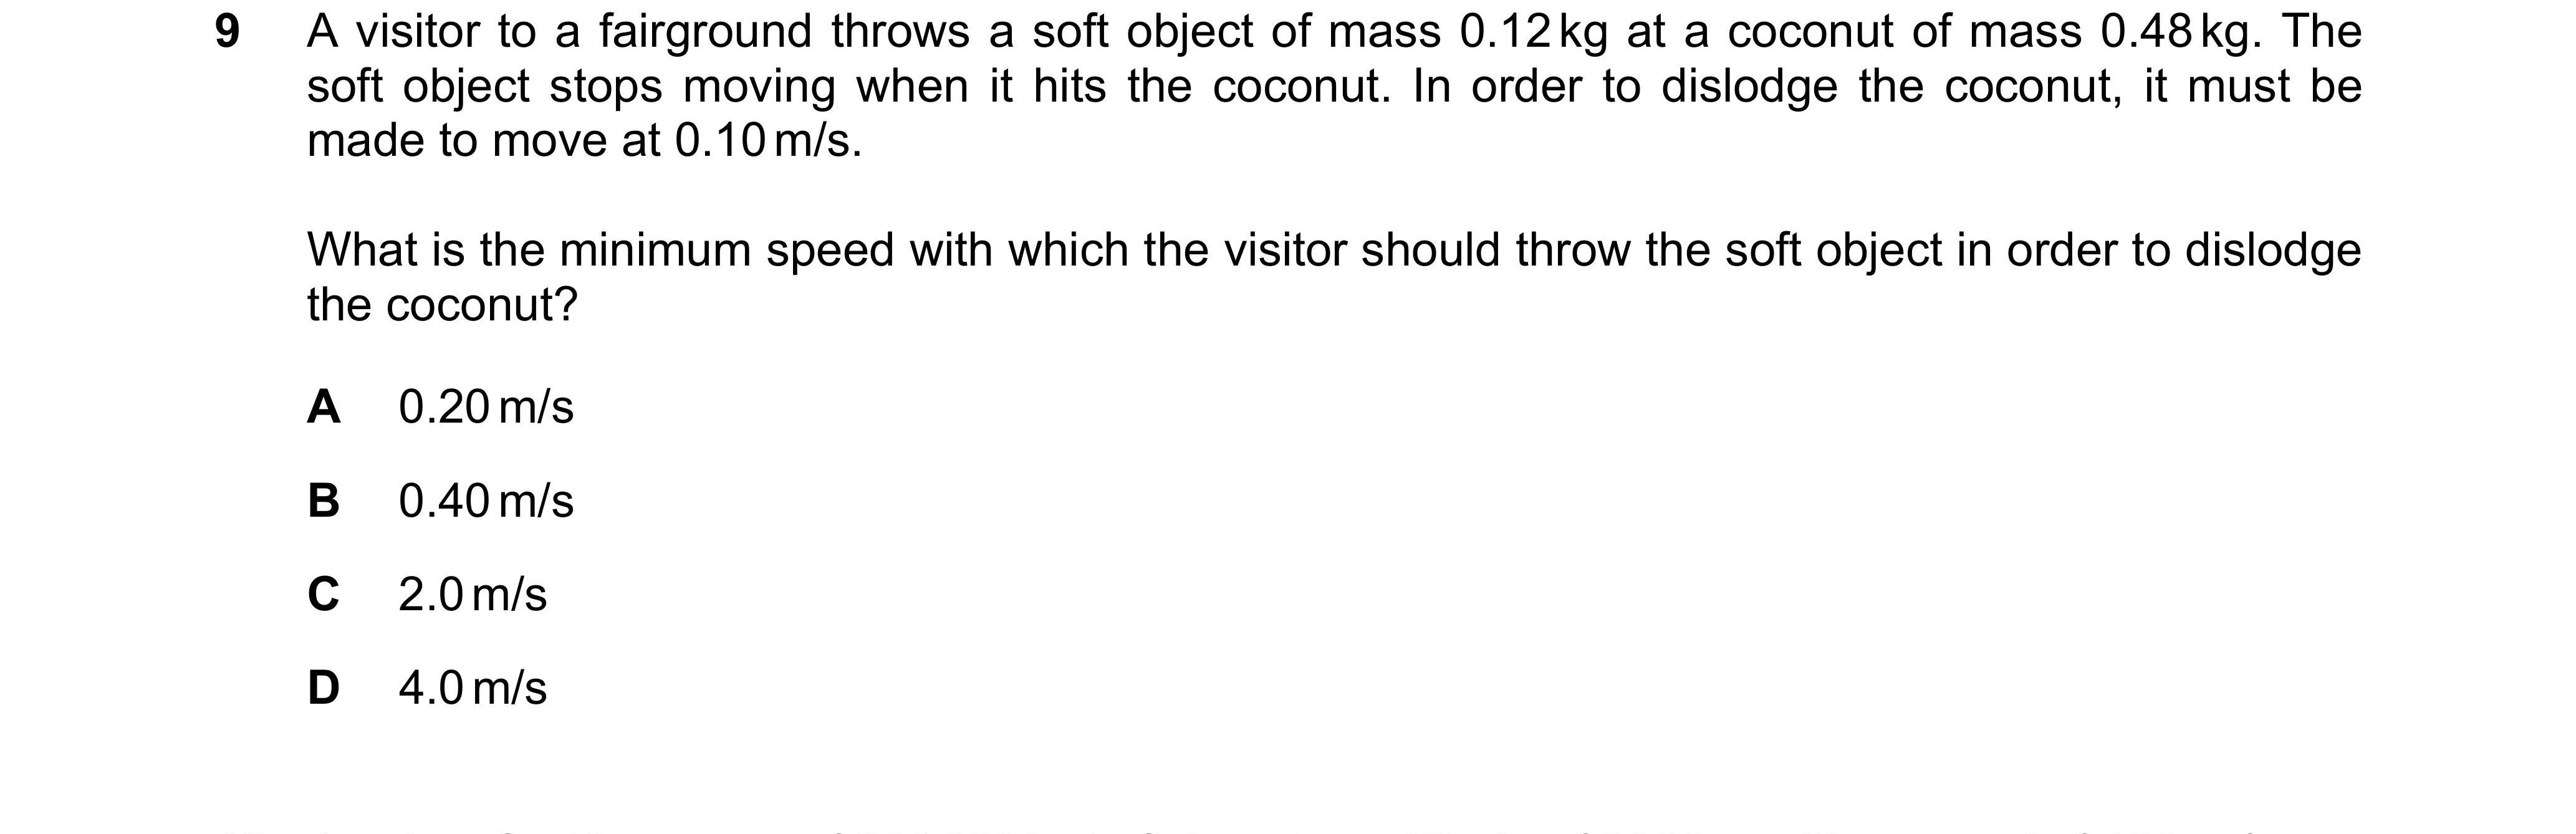 9 A visitor to a fairground throws a soft object of mass 0.12 kg at a coconut of mass 0.48 kg. The
soft object stops moving when it hits the coconut. In order to dislodge the coconut, it must be
made to move at 0.10 m/s.
What is the minimum speed with which the visitor should throw the soft object in order to dislodge
the coconut?
A 0.20 m/s
B 0.40 m/s
C 2.0 m/s
D 4.0 m/s